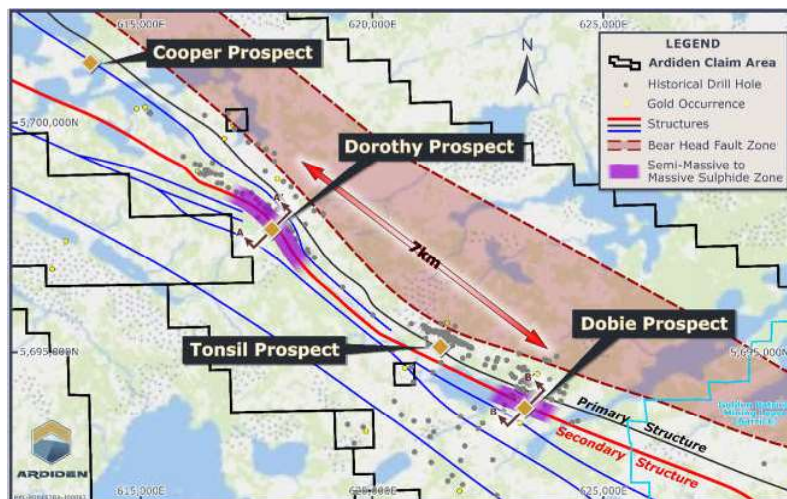 615,000E
620,000E
625,000E
Cooper Prospect
N
LEGEND
Ardiden Claim Area
Historical Drill Hole
Gold Occurrence
Structures
Bear Head Fault Zone
Semi-Massive to
Massive Sulphide Zone
5,700,000N
Dorothy Prospect
A'
A
7km
Dobie Prospect
Tonsil Prospect
5,695,000N
5,695,000N
B'
B
Primary Structure
Secondary Structure
ARDIDEN
615,000E
620,000E
625,000E